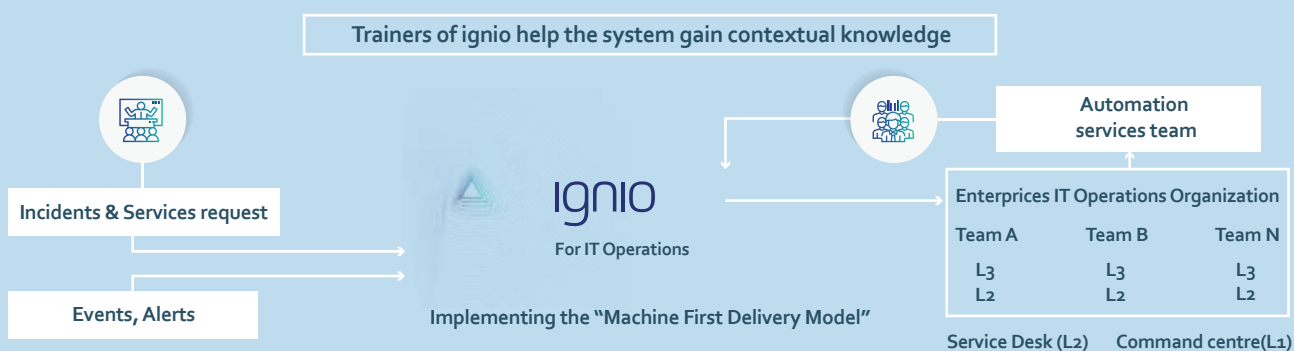 Trainers of ignio help the system gain contextual knowledge
Automation
services team
Incidents & Services request
ignio
For IT Operations
Enterprices IT Operations Organization
Team A Team B Team N
L3 L3 L3
L2 L2 L2
Events, Alerts
Implementing the “Machine First Delivery Model”
Service Desk (L2) Command centre(L1)